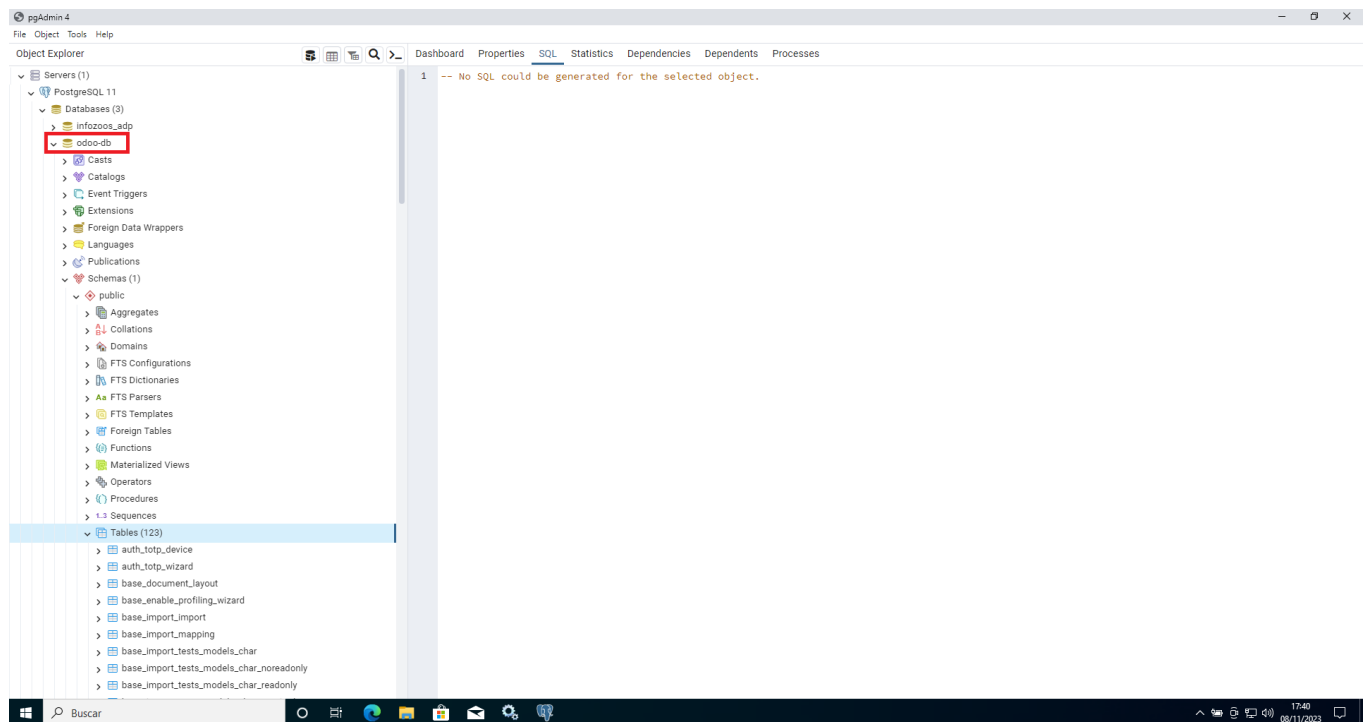 pgAdmin 4
File Object Tools Help
Object Explorer
Dashboard Properties SQL Statistics Dependencies Dependents Processes
Servers (1)
1 -- No SQL could be generated for the selected object.
PostgreSQL 11
Databases (3)
infozoos_adp
odoo-db
Casts
Catalogs
Event Triggers
Extensions
Foreign Data Wrappers
Languages
Publications
Schemas (1)
public
Aggregates
Collations
Domains
FTS Configurations
FTS Dictionaries
Aa FTS Parsers
FTS Templates
Foreign Tables
Functions
Materialized Views
Operators
Procedures
1..3 Sequences
Tables (123)
auth_totp_device
auth_totp_wizard
base_document_layout
base_enable_profiling_wizard
base_import_import
base_import_mapping
base_import_tests_models_char
base_import_tests_models_char_noreadonly
base_import_tests_models_char_readonly
Buscar
17:40
08/11/2023